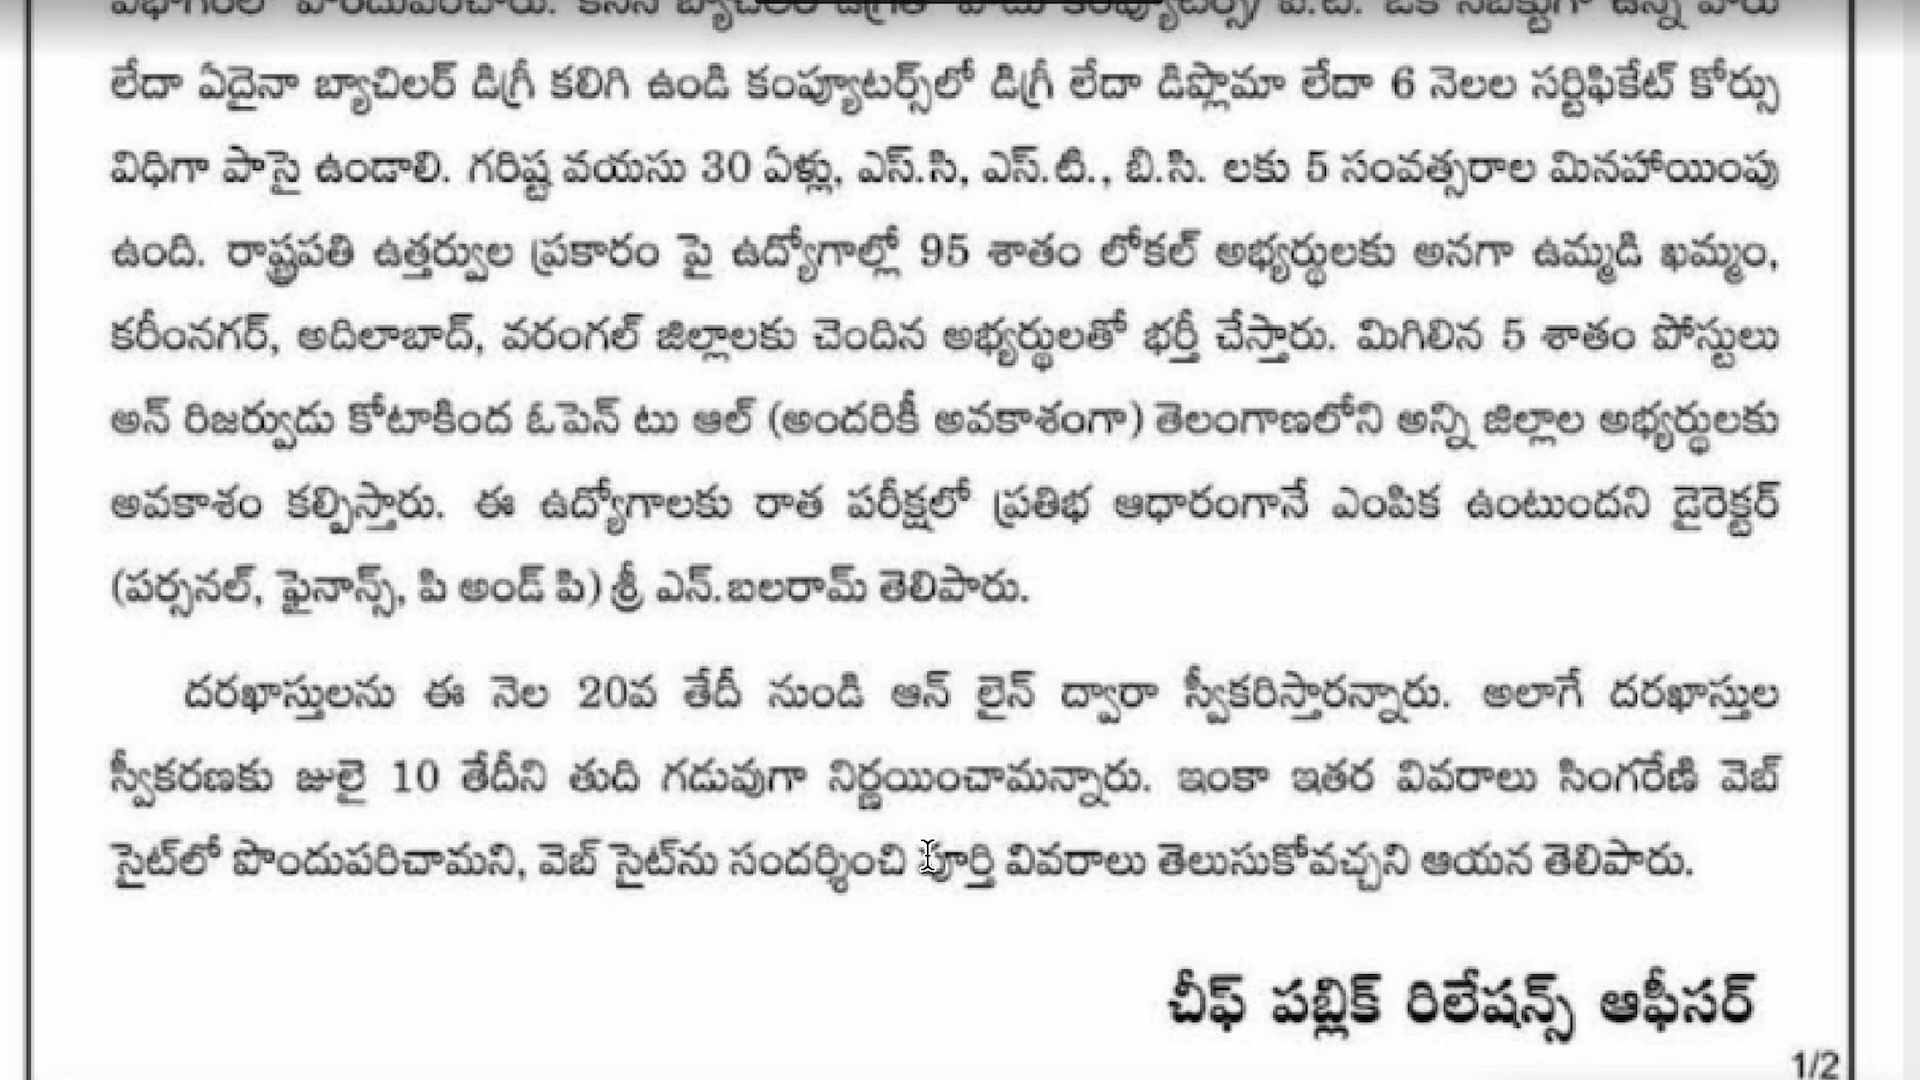 లేదా ఏదైనా బ్యాచిలర్ డిగ్రీ కలిగి ఉండి కంప్యూటర్స్‌లో డిగ్రీ లేదా డిప్లొమా లేదా 6 నెలల సర్టిఫికేట్ కోర్సు
విధిగా పాసై ఉండాలి. గరిష్ట వయసు 30 ఏళ్లు, ఎస్.సి, ఎస్.టి., బి.సి. లకు 5 సంవత్సరాల మినహాయింపు
ఉంది. రాష్ట్రపతి ఉత్తర్వుల ప్రకారం పై ఉద్యోగాల్లో 95 శాతం లోకల్ అభ్యర్థులకు అనగా ఉమ్మడి ఖమ్మం,
కరీంనగర్, అదిలాబాద్, వరంగల్ జిల్లాలకు చెందిన అభ్యర్థులతో భర్తీ చేస్తారు. మిగిలిన 5 శాతం పోస్టులు
అన్ రిజర్వుడు కోటాకింద ఓపెన్ టు ఆల్ (అందరికీ అవకాశంగా) తెలంగాణలోని అన్ని జిల్లాల అభ్యర్థులకు
అవకాశం కల్పిస్తారు. ఈ ఉద్యోగాలకు రాత పరీక్షలో ప్రతిభ ఆధారంగానే ఎంపిక ఉంటుందని డైరెక్టర్
(పర్సనల్, ఫైనాన్స్, పి అండ్ పి) శ్రీ ఎన్.బలరామ్ తెలిపారు.
దరఖాస్తులను ఈ నెల 20వ తేదీ నుండి ఆన్ లైన్ ద్వారా స్వీకరిస్తారన్నారు. అలాగే దరఖాస్తుల
స్వీకరణకు జులై 10 తేదీని తుది గడువుగా నిర్ణయించామన్నారు. ఇంకా ఇతర వివరాలు సింగరేణి వెబ్
సైట్‌లో పొందుపరిచామని, వెబ్ సైట్‌ను సందర్శించి పూర్తి వివరాలు తెలుసుకోవచ్చని ఆయన తెలిపారు.
చీఫ్ పబ్లిక్ రిలేషన్స్ ఆఫీసర్
1/2